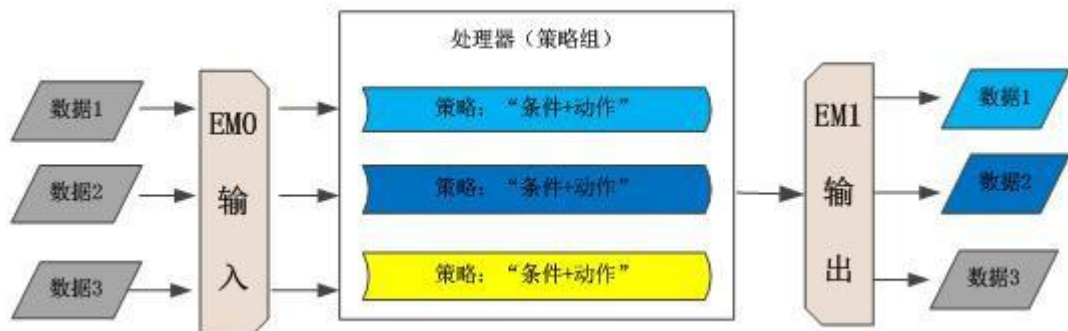 处理器（策略组）
数据1
数据2
数据3
EM0
输
入
策略：“条件+动作”
策略：“条件+动作”
策略：“条件+动作”
EM1
输
出
数据1
数据2
数据3